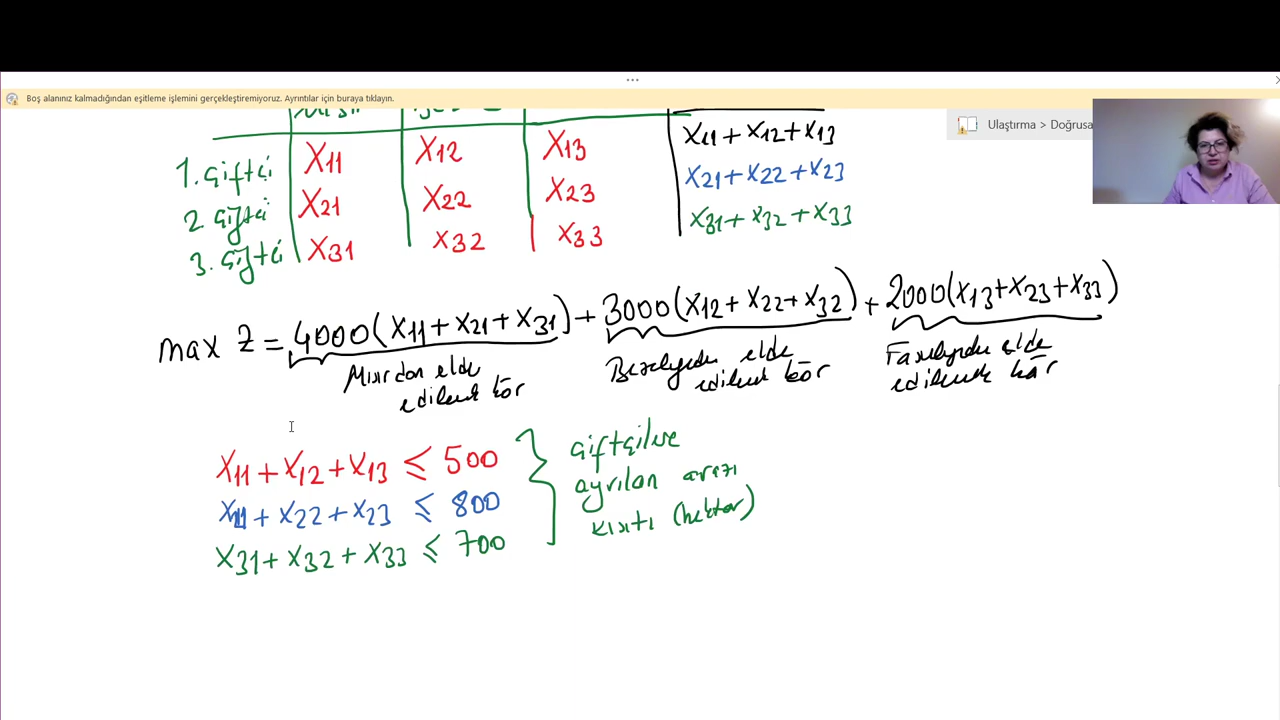 Boş alanınız kalmadığından eşitleme işlemini gerçekleştiremiyoruz. Ayrıntılar için buraya tıklayın.
Ulaştırma > Doğrusa
1. çiftçi X11 X12 X13 X11 + X12 + X13
2 çiftçi X21 X22 X23 X21 + X22 + X23
3. çiftçi X31 X32 X33 X31 + X32 + X33
max Z = 4000(X11 + X21 + X31) + 3000(X12 + X22 + X32) + 2000(X13 + X23 + X33)
Mısırdan elde edilecek kâr
Bezelyeden elde edilecek kâr
Fasulyeden elde edilecek kâr
X11 + X12 + X13 ≤ 500
+ X22 + X23 ≤ 800
X31 + X32 + X33 ≤ 700
çiftçilere
ayrılan arazi
kısıtı (hektar)